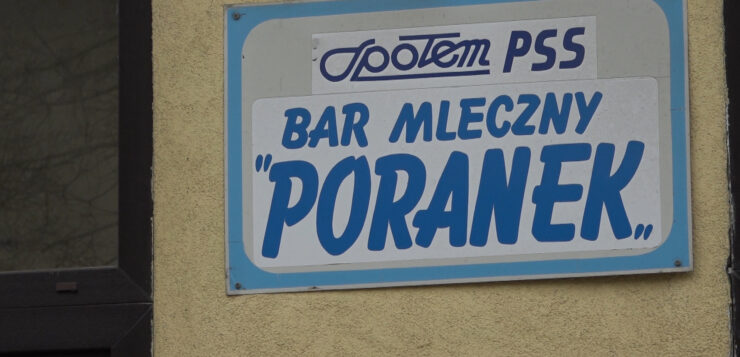 Społem PSS
BAR MLECZNY
"PORANEK„